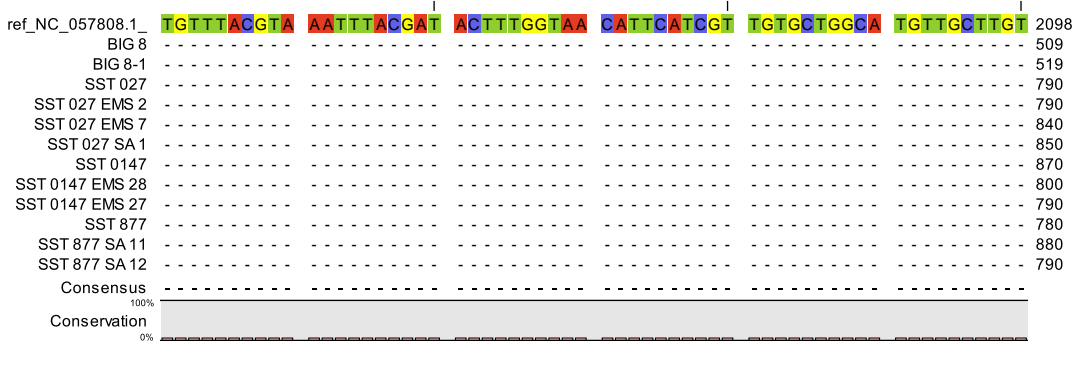 ref_NC_057808.1_ TGTTTACGTA AATTTACGAT ACTTTGGTAA CATTCATCGT TGTGCTGGCA TGTTGCTTGT 2098
BIG 8 ---------- ---------- ---------- ---------- ---------- ---------- 509
BIG 8-1 ---------- ---------- ---------- ---------- ---------- ---------- 519
SST 027 ---------- ---------- ---------- ---------- ---------- ---------- 790
SST 027 EMS 2 ---------- ---------- ---------- ---------- ---------- ---------- 790
SST 027 EMS 7 ---------- ---------- ---------- ---------- ---------- ---------- 840
SST 027 SA 1 ---------- ---------- ---------- ---------- ---------- ---------- 850
SST 0147 ---------- ---------- ---------- ---------- ---------- ---------- 870
SST 0147 EMS 28 ---------- ---------- ---------- ---------- ---------- ---------- 800
SST 0147 EMS 27 ---------- ---------- ---------- ---------- ---------- ---------- 790
SST 877 ---------- ---------- ---------- ---------- ---------- ---------- 780
SST 877 SA 11 ---------- ---------- ---------- ---------- ---------- ---------- 880
SST 877 SA 12 ---------- ---------- ---------- ---------- ---------- ---------- 790
Consensus ---------- ---------- ---------- ---------- ---------- ----------
100%
Conservation
0%